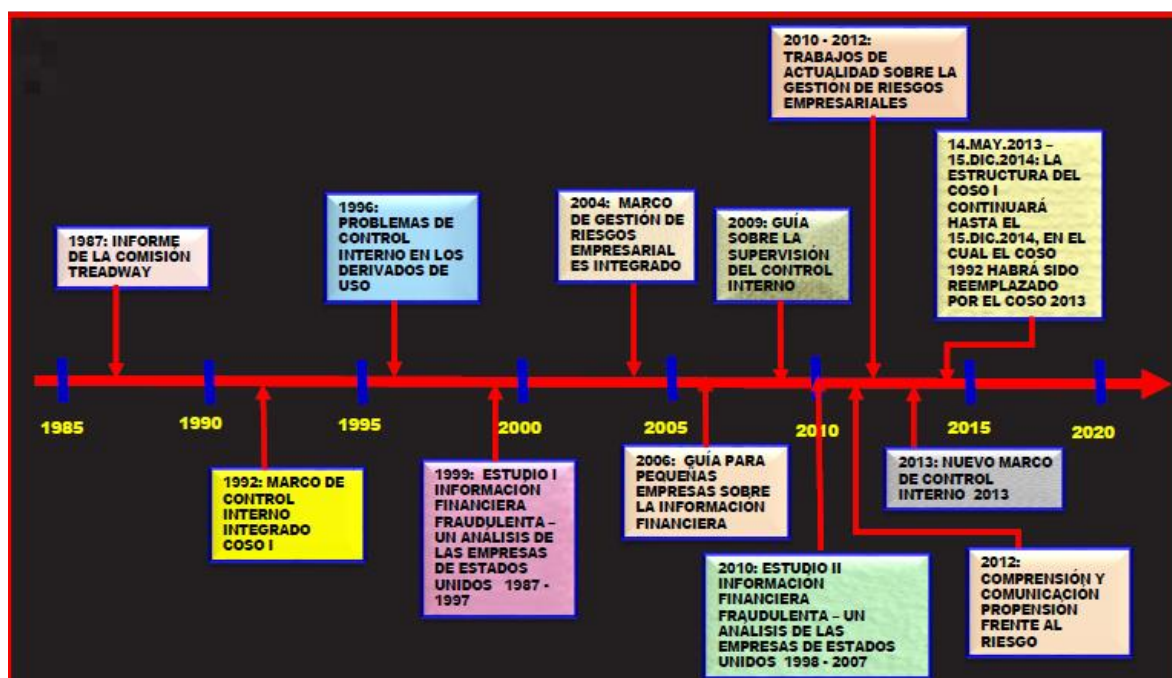 2010 - 2012:
TRABAJOS DE
ACTUALIDAD SOBRE LA
GESTIÓN DE RIESGOS
EMPRESARIALES
14.MAY.2013 –
15.DIC.2014: LA
ESTRUCTURA DEL
COSO I
CONTINUARÁ
HASTA EL
15.DIC.2014, EN EL
CUAL EL COSO
1992 HABRÁ SIDO
REEMPLAZADO
POR EL COSO 2013
1987: INFORME
DE LA COMISIÓN
TREADWAY
1996:
PROBLEMAS DE
CONTROL
INTERNO EN LOS
DERIVADOS DE
USO
2004: MARCO
DE GESTIÓN DE
RIESGOS
EMPRESARIAL
ES INTEGRADO
2009: GUÍA
SOBRE LA
SUPERVISIÓN
DEL CONTROL
INTERNO
1985
1990
1995
2000
2005
2010
2015
2020
1992: MARCO DE
CONTROL
INTERNO
INTEGRADO
COSO I
1999: ESTUDIO I
INFORMACIÓN
FINANCIERA
FRAUDULENTA –
UN ANÁLISIS DE
LAS EMPRESAS
DE ESTADOS
UNIDOS 1987 -
1997
2006: GUÍA PARA
PEQUEÑAS
EMPRESAS SOBRE
LA INFORMACIÓN
FINANCIERA
2010: ESTUDIO II
INFORMACIÓN
FINANCIERA
FRAUDULENTA – UN
ANÁLISIS DE LAS
EMPRESAS DE ESTADOS
UNIDOS 1998 - 2007
2013: NUEVO MARCO
DE CONTROL
INTERNO 2013
2012:
COMPRENSIÓN Y
COMUNICACIÓN
PROPENSIÓN
FRENTE AL
RIESGO